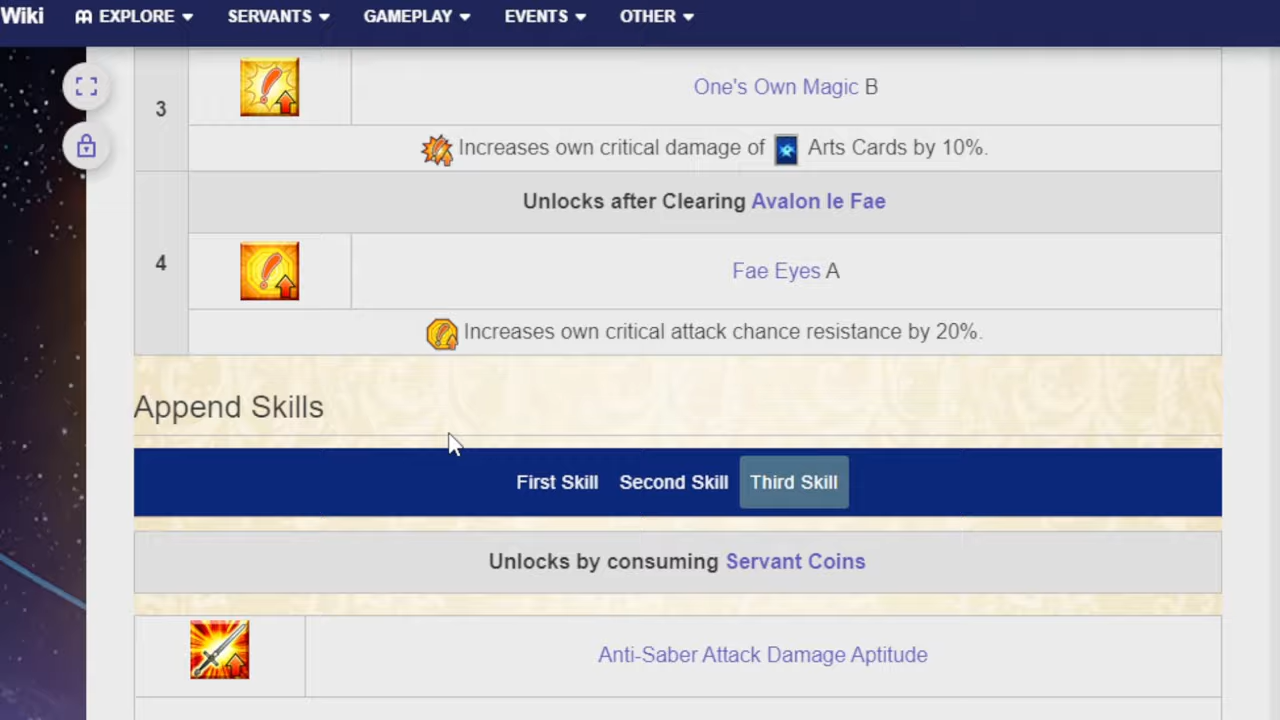 Wiki EXPLORE SERVANTS GAMEPLAY EVENTS OTHER
3
One's Own Magic B
Increases own critical damage of Arts Cards by 10%.
Unlocks after Clearing Avalon le Fae
4
Fae Eyes A
Increases own critical attack chance resistance by 20%.
Append Skills
First Skill Second Skill Third Skill
Unlocks by consuming Servant Coins
Anti-Saber Attack Damage Aptitude